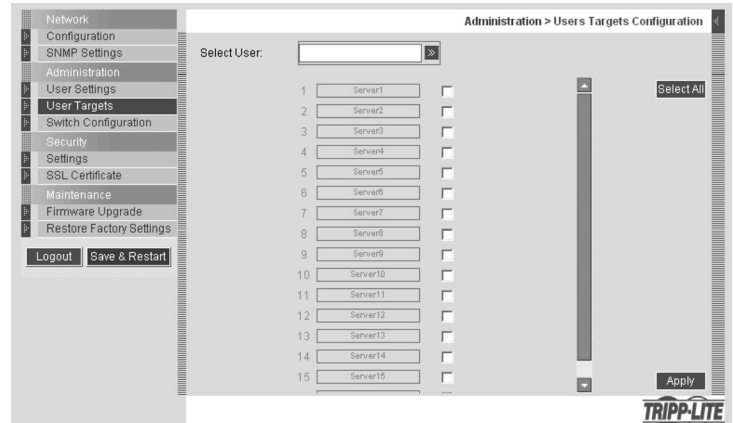 Network
Configuration
SNMP Settings
Administration
User Settings
User Targets
Switch Configuration
Security
Settings
SSL Certificate
Maintenance
Firmware Upgrade
Restore Factory Settings
Logout Save & Restart
Administration > Users Targets Configuration
Select User:
1 Server1
2 Server2
3 Server3
4 Server4
5 Server5
6 Server6
7 Server7
8 Server8
9 Server9
10 Server10
11 Server11
12 Server12
13 Server13
14 Server14
15 Server15
Select All
Apply
TRIPP·LITE